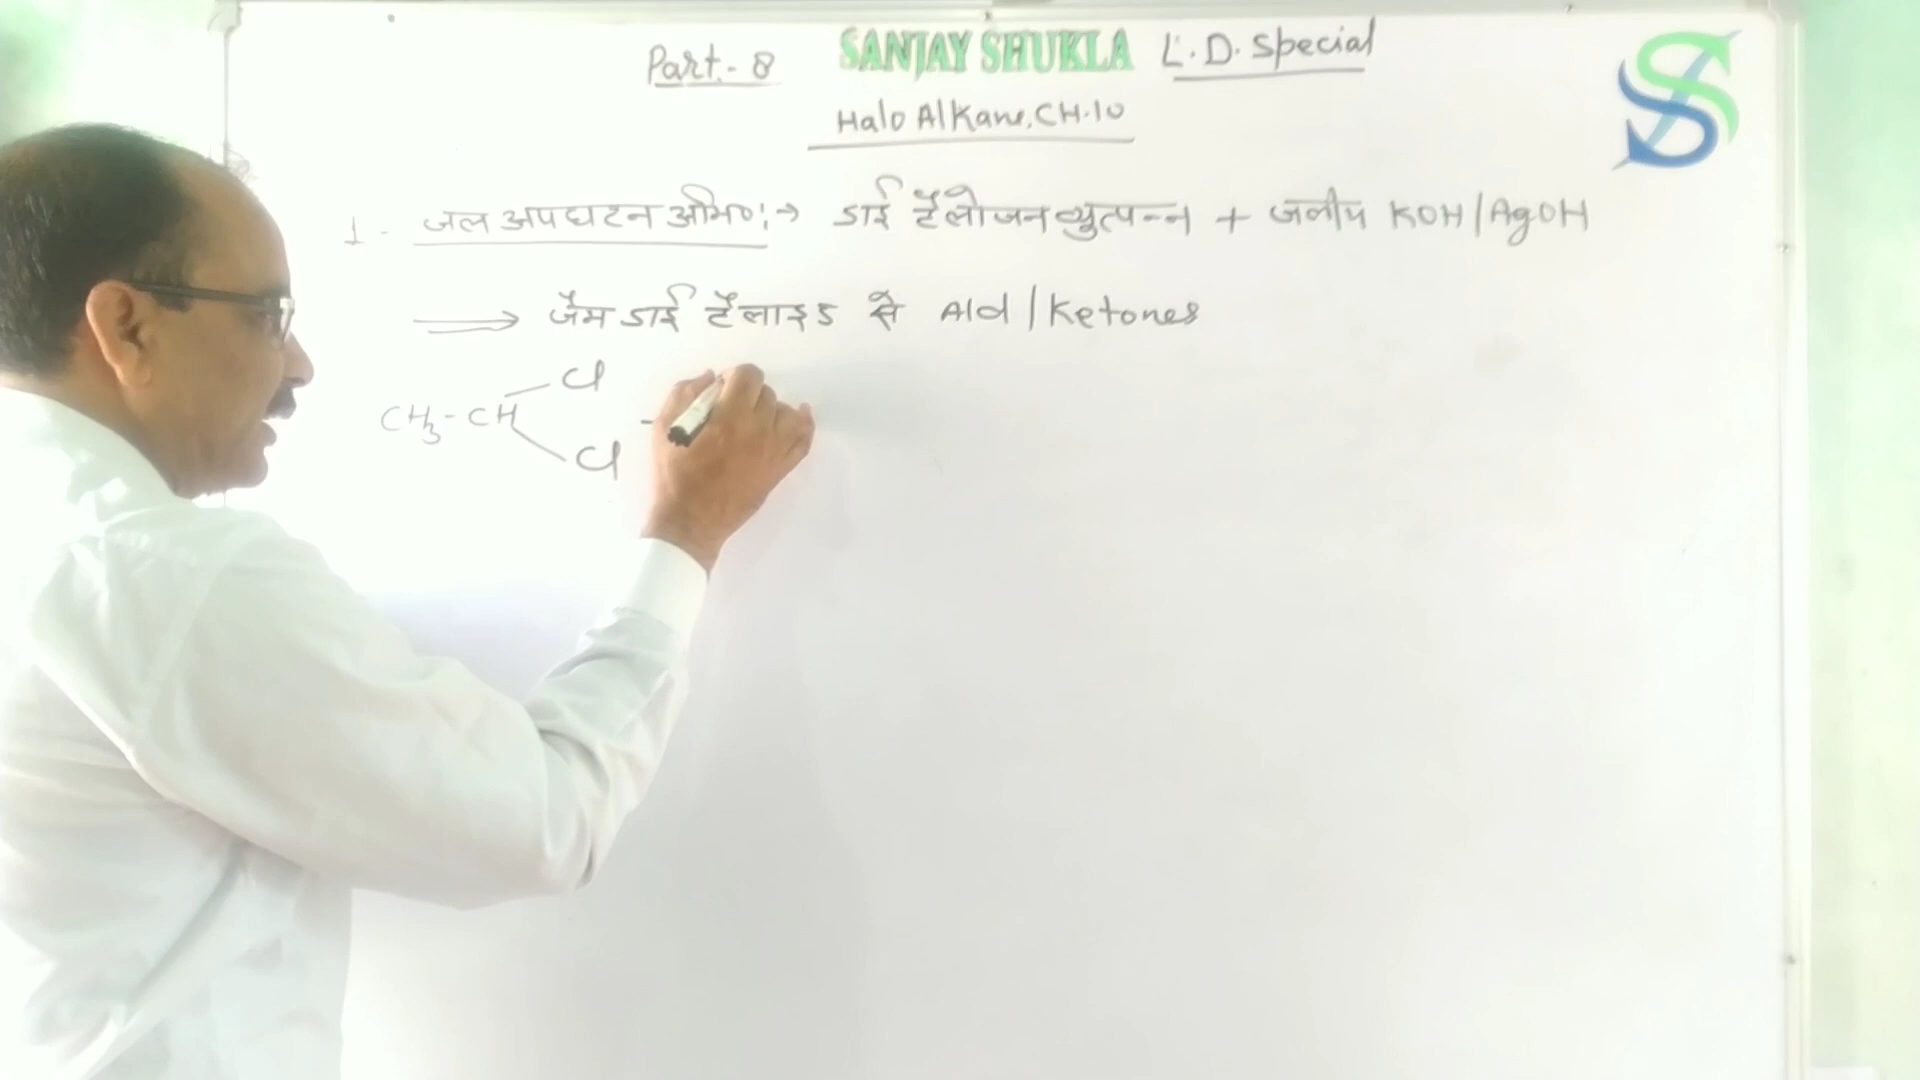 Part.- 8 SANJAY SHUKLA L.D. Special
Halo Alkane, CH.10
1 - जल अपघटन अभि०:→ डाई हैलोजन व्युत्पन्न + जलीय KOH/AgOH
→ जैम डाई हैलाइड से Ald/Ketones
Cl
CH3-CH
Cl